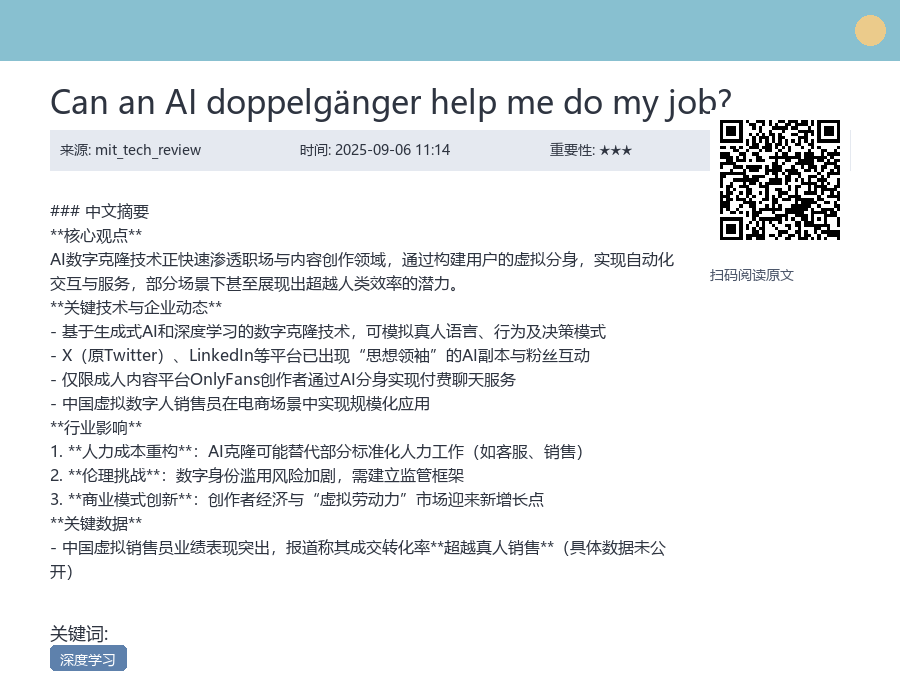 Can an AI doppelgänger help me do my job?
来源: mit_tech_review
时间: 2025-09-06 11:14
重要性: ★★★
扫码阅读原文
### 中文摘要
**核心观点**
AI数字克隆技术正快速渗透职场与内容创作领域，通过构建用户的虚拟分身，实现自动化
交互与服务，部分场景下甚至展现出超越人类效率的潜力。
**关键技术与企业动态**
- 基于生成式AI和深度学习的数字克隆技术，可模拟真人语言、行为及决策模式
- X（原Twitter）、LinkedIn等平台已出现“思想领袖”的AI副本与粉丝互动
- 仅限成人内容平台OnlyFans创作者通过AI分身实现付费聊天服务
- 中国虚拟数字人销售员在电商场景中实现规模化应用
**行业影响**
1. **人力成本重构**：AI克隆可能替代部分标准化人力工作（如客服、销售）
2. **伦理挑战**：数字身份滥用风险加剧，需建立监管框架
3. **商业模式创新**：创作者经济与“虚拟劳动力”市场迎来新增长点
**关键数据**
- 中国虚拟销售员业绩表现突出，报道称其成交转化率**超越真人销售**（具体数据未公
开）
关键词:
深度学习